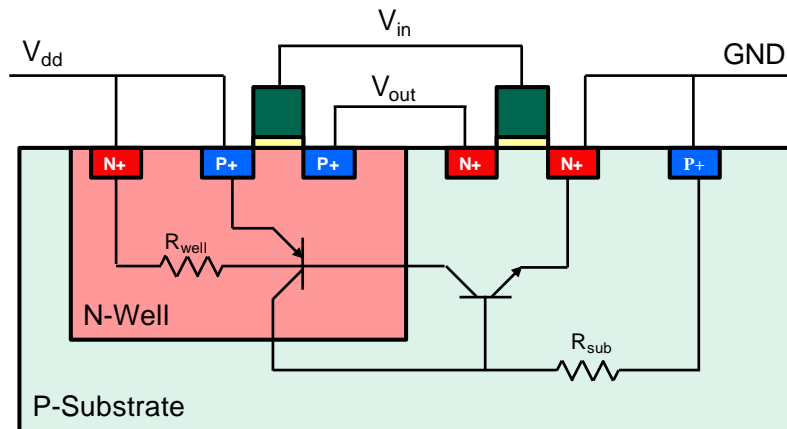 V_in
V_dd
GND
V_out
N+ P+ P+ N+ N+ P+
R_well
N-Well
R_sub
P-Substrate